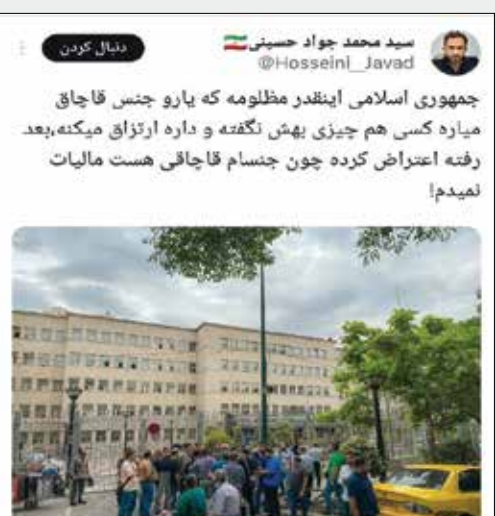 سید محمد جواد حسینی🇮🇷
@Hosseini_Javad
دنبال کردن
جمهوری اسلامی اینقدر مظلومه که یارو جنس قاچاق
میاره کسی هم چیزی بهش نگفته و داره ارتزاق میکنه،بعد
رفته اعتراض کرده چون جنسام قاچاقی هست مالیات
نمیدم!